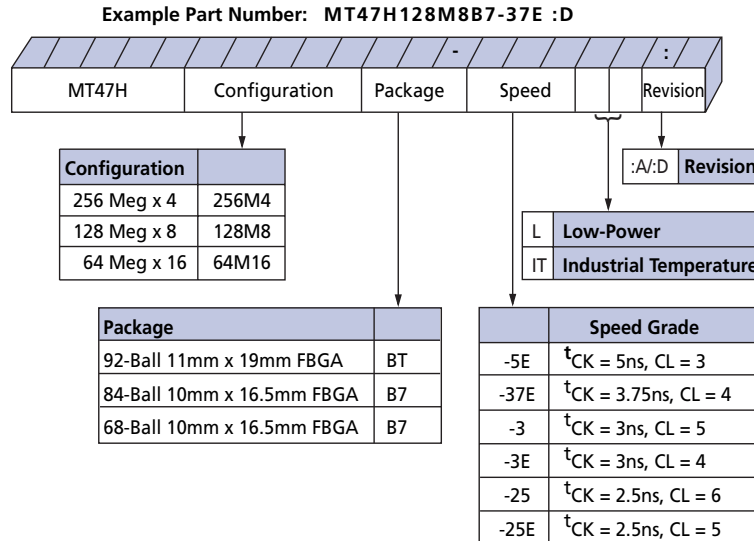 Example Part Number: MT47H128M8B7-37E :D
- :
MT47H Configuration Package Speed Revision
Configuration
256 Meg x 4 256M4
128 Meg x 8 128M8
64 Meg x 16 64M16
:A/:D Revision
L Low-Power
IT Industrial Temperature
Package
92-Ball 11mm x 19mm FBGA BT
84-Ball 10mm x 16.5mm FBGA B7
68-Ball 10mm x 16.5mm FBGA B7
Speed Grade
-5E tCK = 5ns, CL = 3
-37E tCK = 3.75ns, CL = 4
-3 tCK = 3ns, CL = 5
-3E tCK = 3ns, CL = 4
-25 tCK = 2.5ns, CL = 6
-25E tCK = 2.5ns, CL = 5